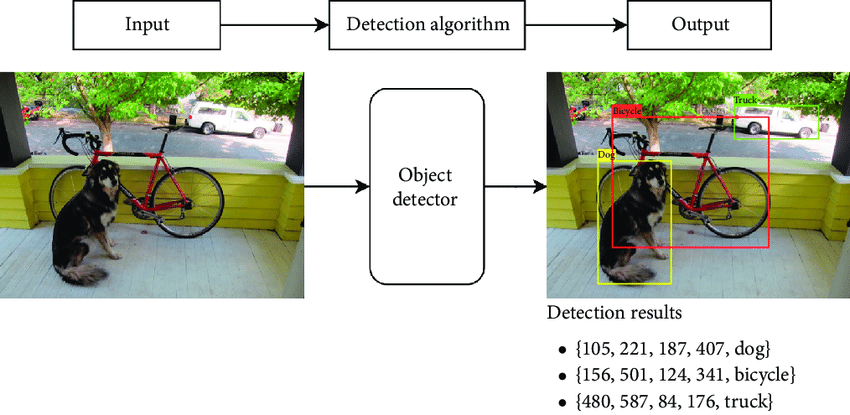 Input
Detection algorithm
Output
Truck
Bicycle
Dog
Object
detector
Detection results
• {105, 221, 187, 407, dog}
• {156, 501, 124, 341, bicycle}
• {480, 587, 84, 176, truck}